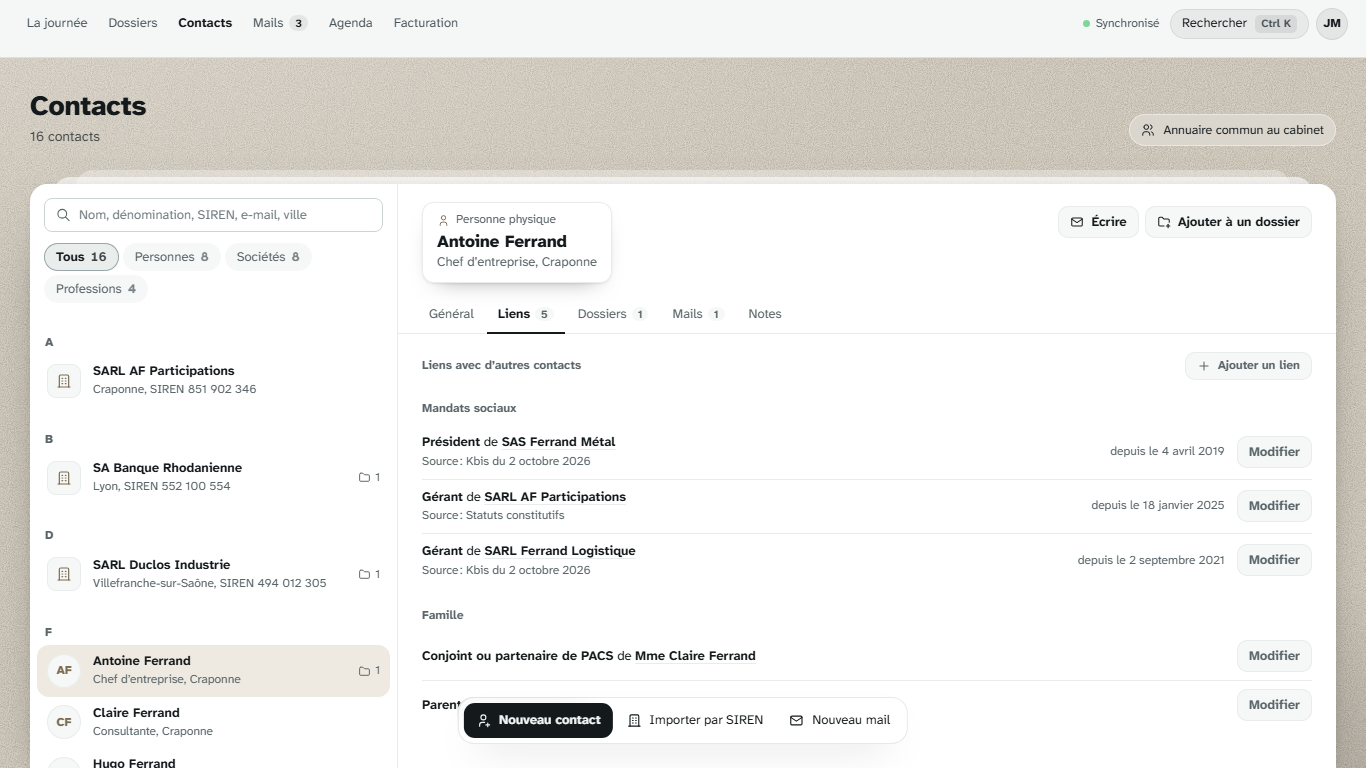 La journée
Dossiers
Contacts
Mails 3
Agenda
Facturation
Synchronisé
Rechercher Ctrl K
JM
Contacts
16 contacts
Annuaire commun au cabinet
Nom, dénomination, SIREN, e-mail, ville
Tous 16
Personnes 8
Sociétés 8
Professions 4
A
SARL AF Participations
Craponne, SIREN 851 902 346
B
SA Banque Rhodanienne
Lyon, SIREN 552 100 554
1
D
SARL Duclos Industrie
Villefranche-sur-Saône, SIREN 494 012 305
1
F
AF
Antoine Ferrand
Chef d'entreprise, Craponne
1
CF
Claire Ferrand
Consultante, Craponne
Hugo Ferrand
Personne physique
Antoine Ferrand
Chef d'entreprise, Craponne
Écrire
Ajouter à un dossier
Général
Liens 5
Dossiers 1
Mails 1
Notes
Liens avec d'autres contacts
Ajouter un lien
Mandats sociaux
Président de SAS Ferrand Métal
Source : Kbis du 2 octobre 2026
depuis le 4 avril 2019
Modifier
Gérant de SARL AF Participations
Source : Statuts constitutifs
depuis le 18 janvier 2025
Modifier
Gérant de SARL Ferrand Logistique
Source : Kbis du 2 octobre 2026
depuis le 2 septembre 2021
Modifier
Famille
Conjoint ou partenaire de PACS de Mme Claire Ferrand
Modifier
Parent
Modifier
Nouveau contact
Importer par SIREN
Nouveau mail